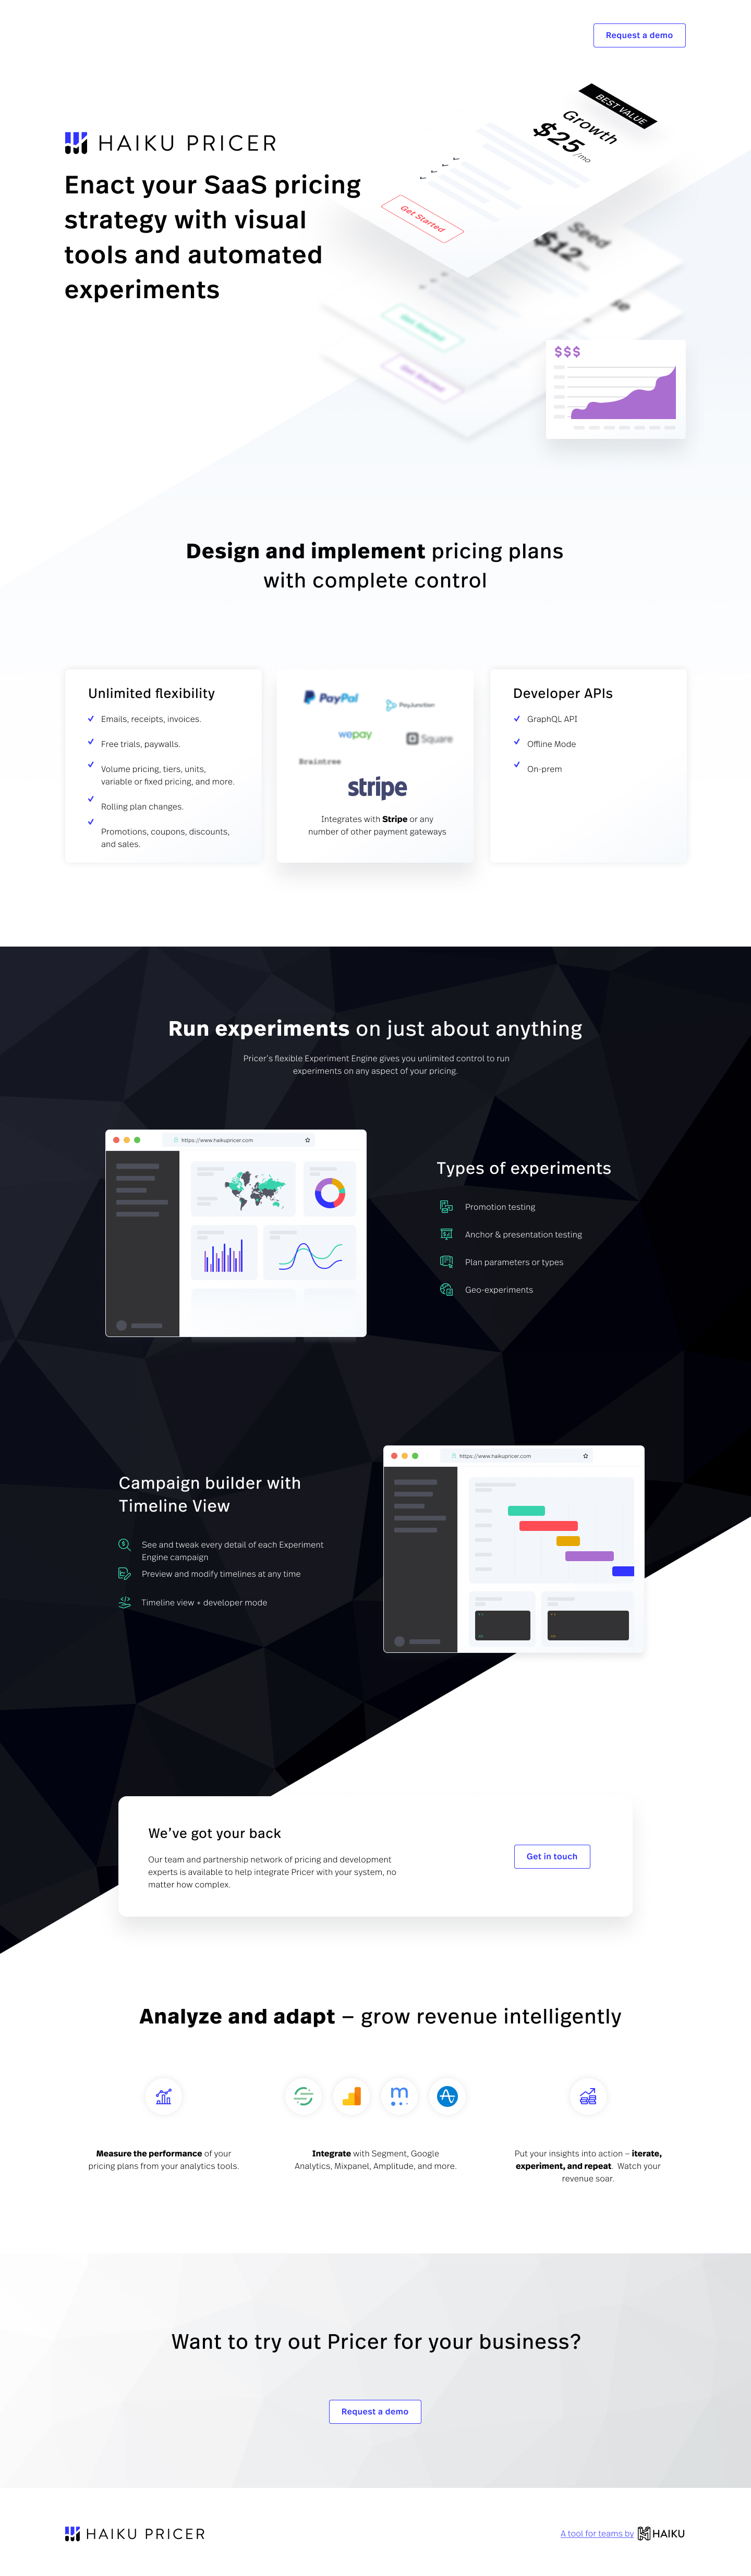 Request a demo
BEST VALUE
Growth
$25/mo
Get Started
HAIKU PRICER
Enact your SaaS pricing
strategy with visual
tools and automated
experiments
Seed
$12/mo
Get Started
Get Started
$$$
Design and implement pricing plans
with complete control
Unlimited flexibility
Emails, receipts, invoices.
Free trials, paywalls.
Volume pricing, tiers, units,
variable or fixed pricing, and more.
Rolling plan changes.
Promotions, coupons, discounts,
and sales.
PayPal
PayJunction
wepay
Square
Braintree
stripe
Integrates with Stripe or any
number of other payment gateways
Developer APIs
GraphQL API
Offline Mode
On-prem
Run experiments on just about anything
Pricer's flexible Experiment Engine gives you unlimited control to run
experiments on any aspect of your pricing.
https://www.haikupricer.com
Types of experiments
Promotion testing
Anchor & presentation testing
Plan parameters or types
Geo-experiments
Campaign builder with
Timeline View
See and tweak every detail of each Experiment
Engine campaign
Preview and modify timelines at any time
Timeline view + developer mode
https://www.haikupricer.com
We've got your back
Our team and partnership network of pricing and development
experts is available to help integrate Pricer with your system, no
matter how complex.
Get in touch
Analyze and adapt – grow revenue intelligently
Measure the performance of your
pricing plans from your analytics tools.
Integrate with Segment, Google
Analytics, Mixpanel, Amplitude, and more.
Put your insights into action – iterate,
experiment, and repeat. Watch your
revenue soar.
Want to try out Pricer for your business?
Request a demo
HAIKU PRICER
A tool for teams by HAIKU